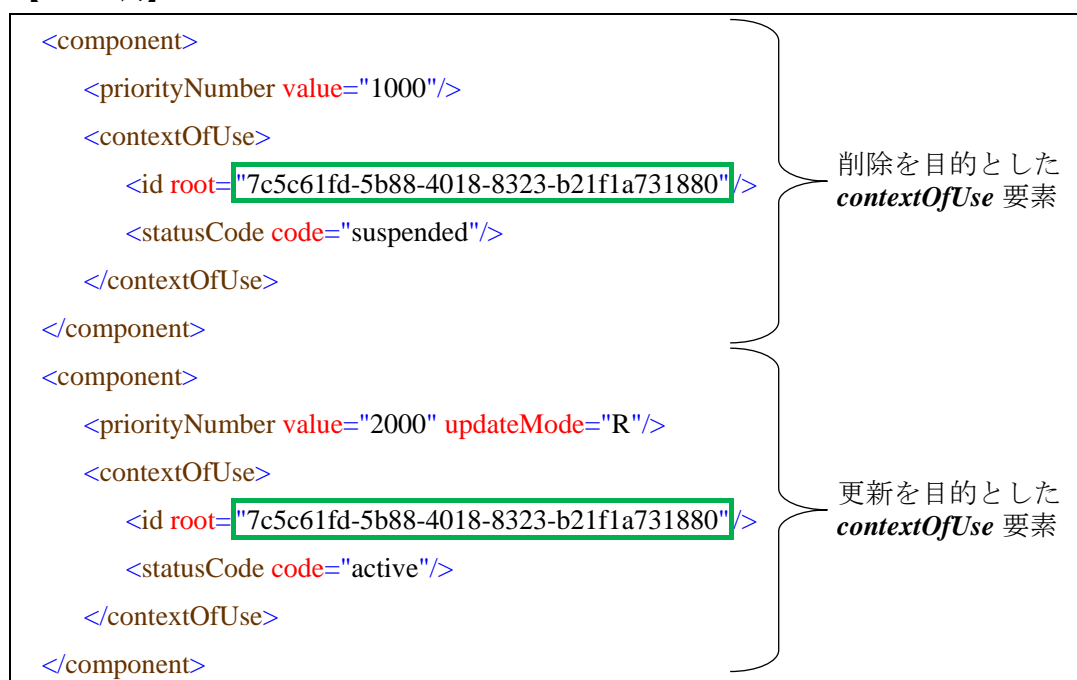 <component>
<priorityNumber value="1000"/>
<contextOfUse>
<id root="7c5c61fd-5b88-4018-8323-b21f1a731880"/>
<statusCode code="suspended"/>
</contextOfUse>
</component>
削除を目的とした
contextOfUse 要素
<component>
<priorityNumber value="2000" updateMode="R"/>
<contextOfUse>
<id root="7c5c61fd-5b88-4018-8323-b21f1a731880"/>
<statusCode code="active"/>
</contextOfUse>
</component>
更新を目的とした
contextOfUse 要素